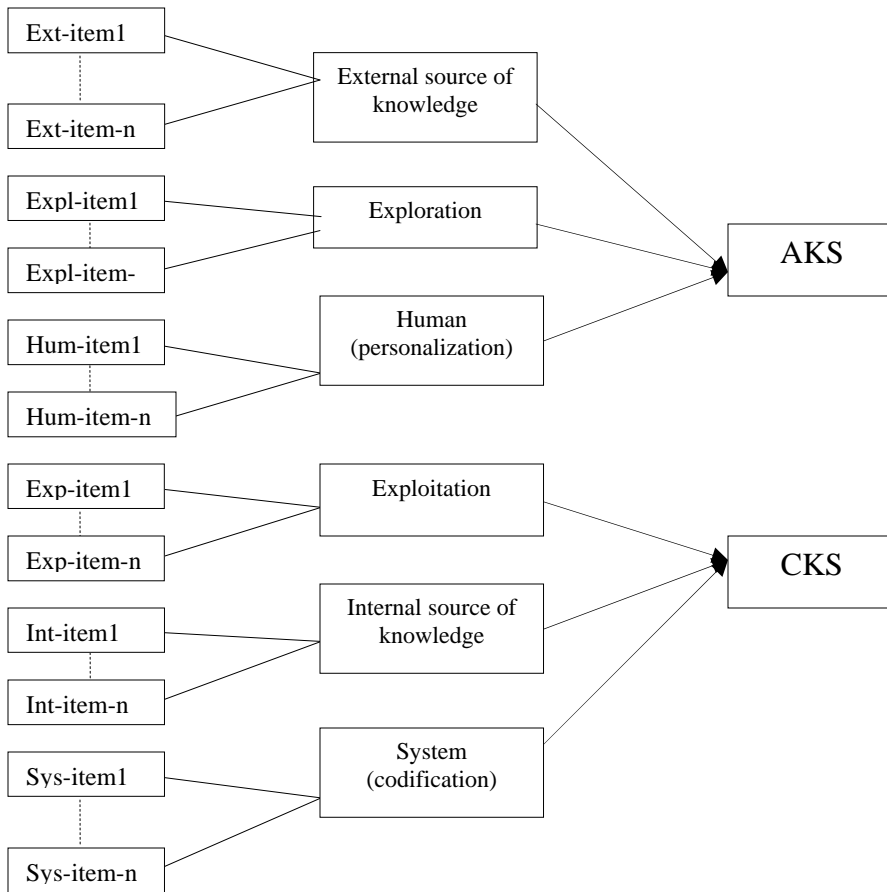 Ext-item1
External source of
knowledge
Ext-item-n
Expl-item1
Exploration
Expl-item-
AKS
Human
(personalization)
Hum-item1
Hum-item-n
Exp-item1
Exploitation
Exp-item-n
CKS
Internal source of
knowledge
Int-item1
Int-item-n
System
(codification)
Sys-item1
Sys-item-n